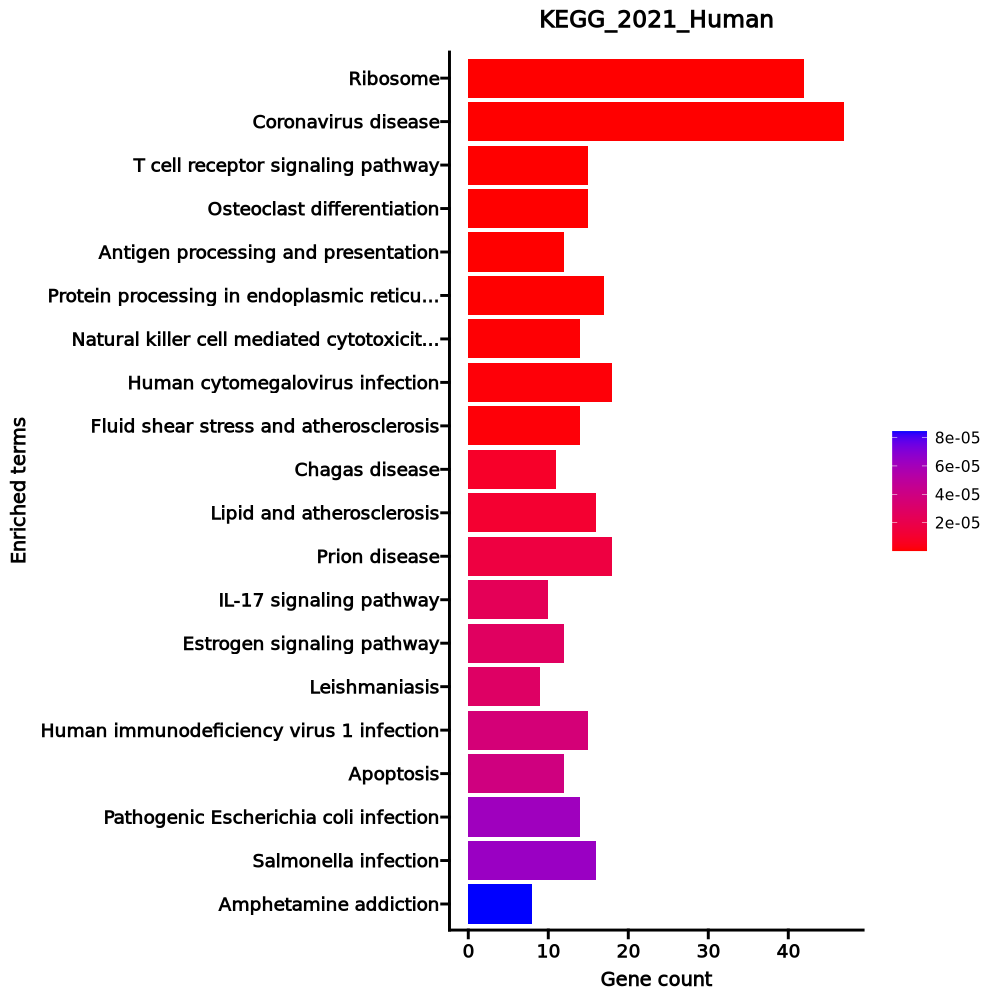 KEGG_2021_Human
Enriched terms
Ribosome
Coronavirus disease
T cell receptor signaling pathway
Osteoclast differentiation
Antigen processing and presentation
Protein processing in endoplasmic reticu...
Natural killer cell mediated cytotoxicit...
Human cytomegalovirus infection
Fluid shear stress and atherosclerosis
Chagas disease
Lipid and atherosclerosis
Prion disease
IL-17 signaling pathway
Estrogen signaling pathway
Leishmaniasis
Human immunodeficiency virus 1 infection
Apoptosis
Pathogenic Escherichia coli infection
Salmonella infection
Amphetamine addiction
0 10 20 30 40
Gene count
8e-05
6e-05
4e-05
2e-05